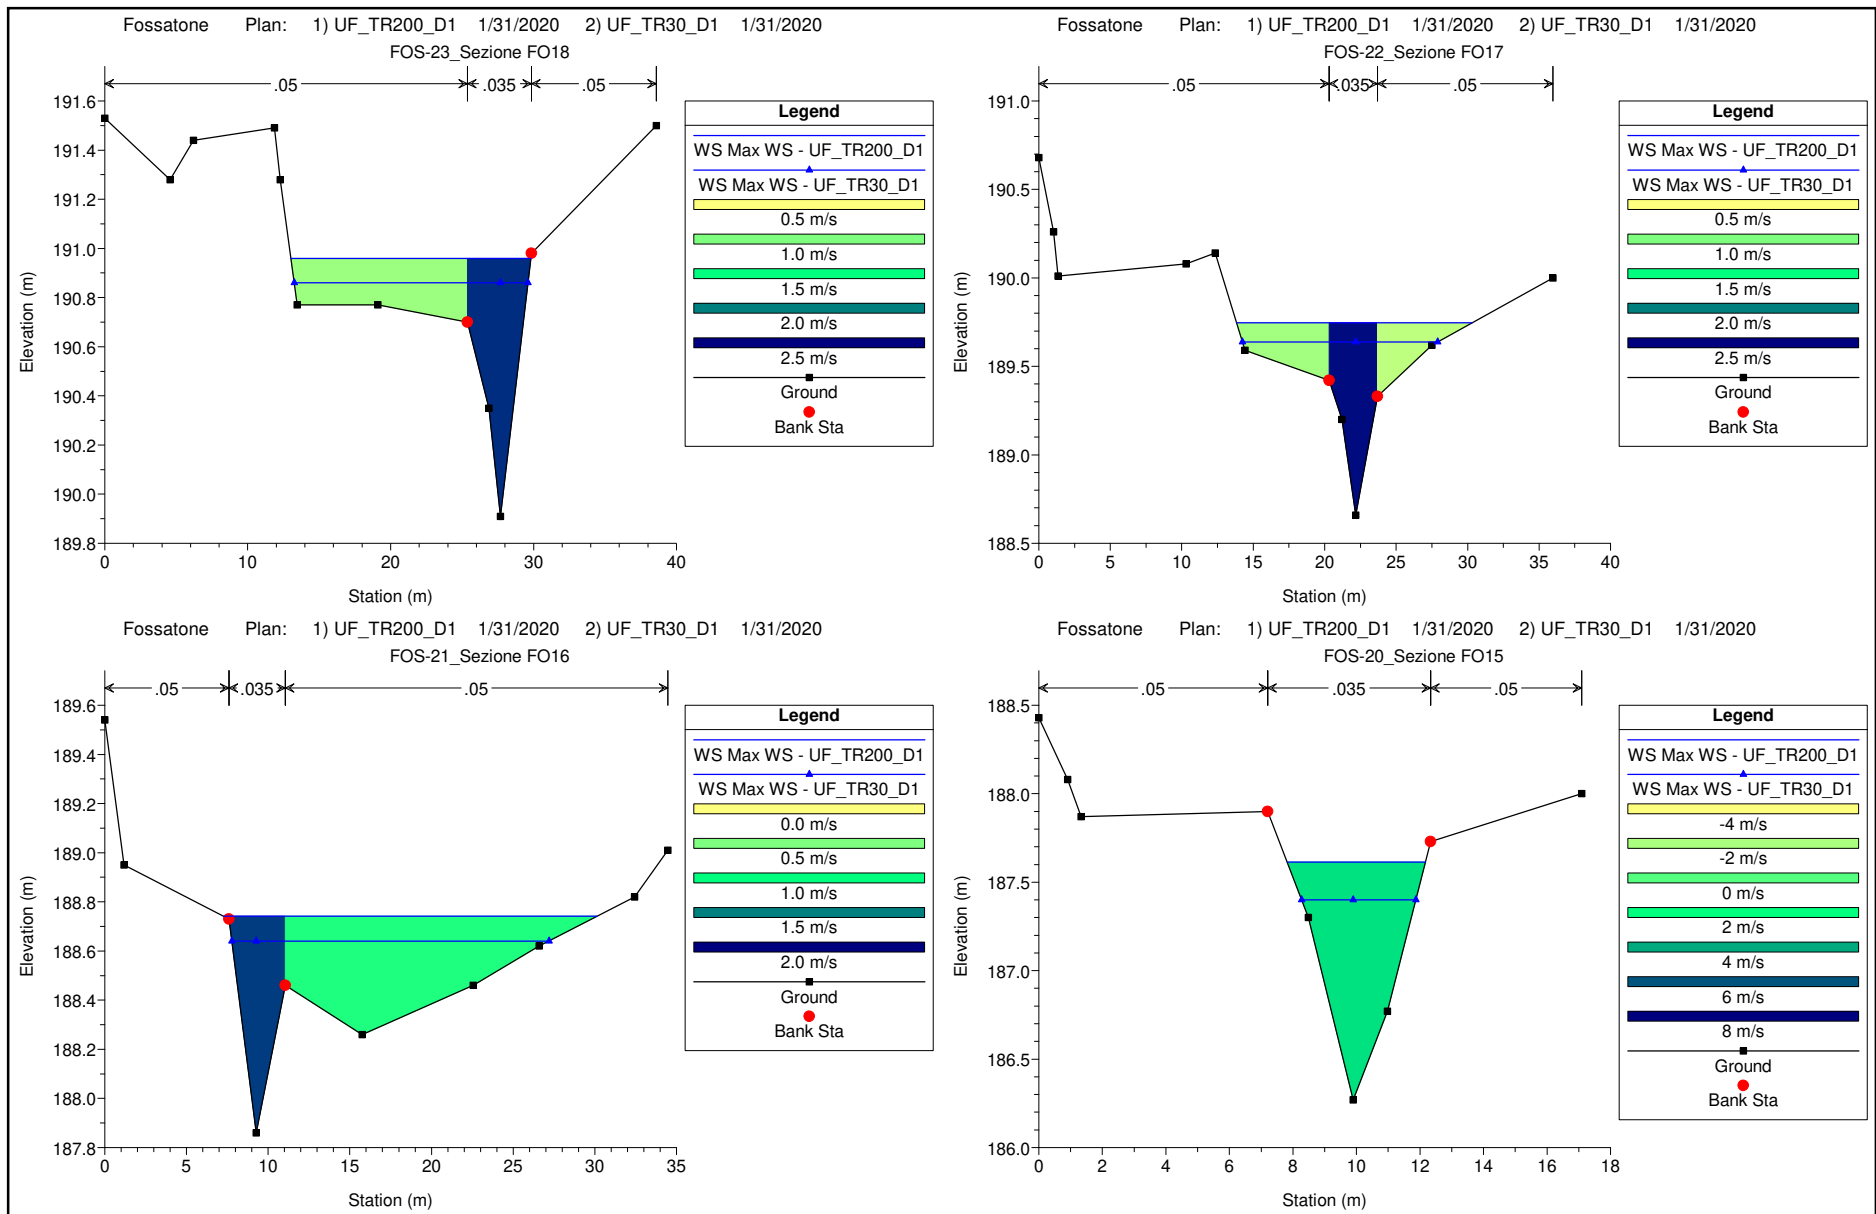 Fossatone Plan: 1) UF_TR200_D1 1/31/2020 2) UF_TR30_D1 1/31/2020
FOS-23_Sezione FO18
.05 .035 .05
191.6
191.4
191.2
191.0
190.8
190.6
190.4
190.2
190.0
189.8
Elevation (m)
0 10 20 30 40
Station (m)
Legend
WS Max WS - UF_TR200_D1
WS Max WS - UF_TR30_D1
0.5 m/s
1.0 m/s
1.5 m/s
2.0 m/s
2.5 m/s
Ground
Bank Sta
Fossatone Plan: 1) UF_TR200_D1 1/31/2020 2) UF_TR30_D1 1/31/2020
FOS-22_Sezione FO17
.05 .035 .05
191.0
190.5
190.0
189.5
189.0
188.5
Elevation (m)
0 5 10 15 20 25 30 35 40
Station (m)
Legend
WS Max WS - UF_TR200_D1
WS Max WS - UF_TR30_D1
0.5 m/s
1.0 m/s
1.5 m/s
2.0 m/s
2.5 m/s
Ground
Bank Sta
Fossatone Plan: 1) UF_TR200_D1 1/31/2020 2) UF_TR30_D1 1/31/2020
FOS-21_Sezione FO16
.05 .035 .05
189.6
189.4
189.2
189.0
188.8
188.6
188.4
188.2
188.0
187.8
Elevation (m)
0 5 10 15 20 25 30 35
Station (m)
Legend
WS Max WS - UF_TR200_D1
WS Max WS - UF_TR30_D1
0.0 m/s
0.5 m/s
1.0 m/s
1.5 m/s
2.0 m/s
Ground
Bank Sta
Fossatone Plan: 1) UF_TR200_D1 1/31/2020 2) UF_TR30_D1 1/31/2020
FOS-20_Sezione FO15
.05 .035 .05
188.5
188.0
187.5
187.0
186.5
186.0
Elevation (m)
0 2 4 6 8 10 12 14 16 18
Station (m)
Legend
WS Max WS - UF_TR200_D1
WS Max WS - UF_TR30_D1
-4 m/s
-2 m/s
0 m/s
2 m/s
4 m/s
6 m/s
8 m/s
Ground
Bank Sta